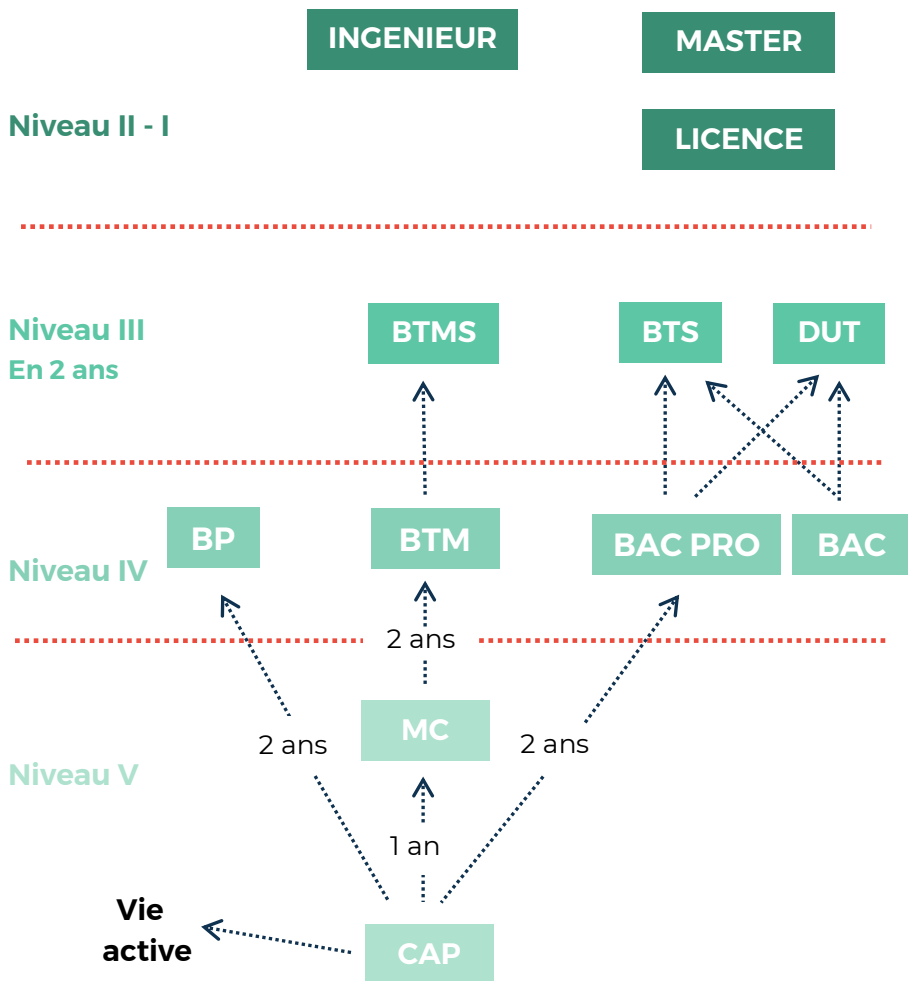 INGENIEUR
MASTER
Niveau II - I
LICENCE
Niveau III
En 2 ans
BTMS
BTS
DUT
BP
BTM
BAC PRO
BAC
Niveau IV
2 ans
MC
2 ans
2 ans
Niveau V
1 an
Vie
active
CAP